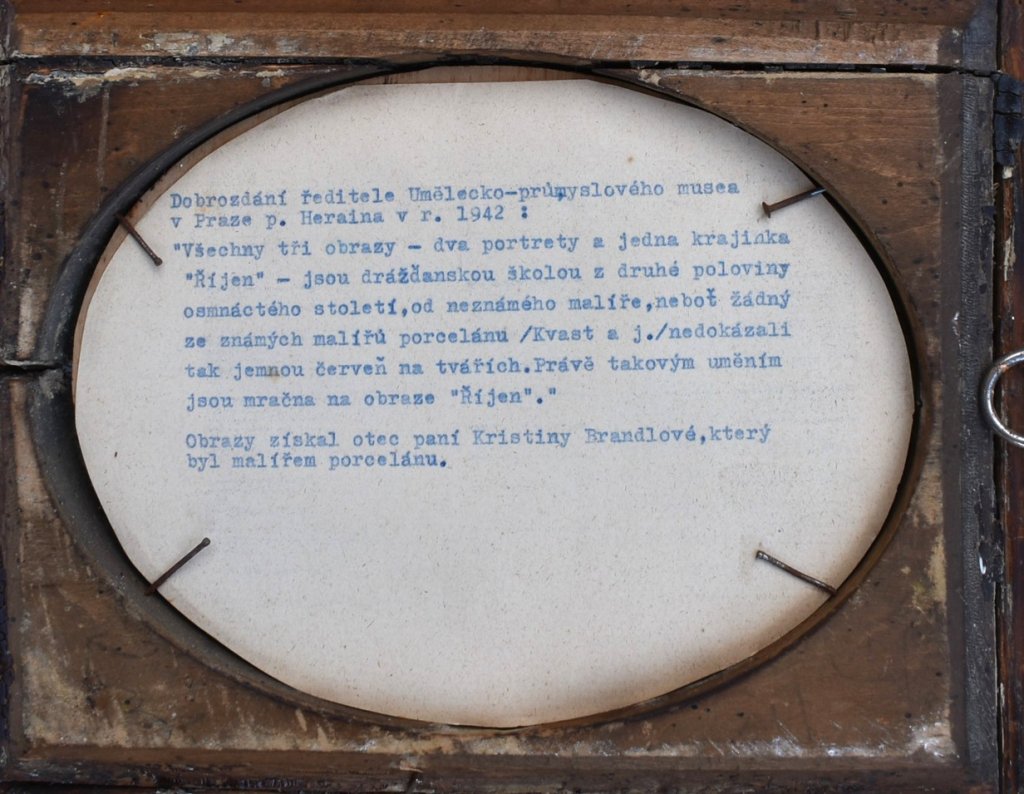 Dobrozdání ředitele Umělecko-průmyslového musea
v Praze p. Heraina v r. 1942 :
"Všechny tři obrazy - dva portrety a jedna krajinka
"Říjen" - jsou drážďanskou školou z druhé poloviny
osmnáctého století,od neznámého malíře,neboť žádný
ze známých malířů porcelánu /Kvast a j./nedokázali
tak jemnou červeň na tvářích.Právě takovým uměním
jsou mračna na obraze "Říjen"."
Obrazy získal otec paní Kristiny Brandlové,který
byl malířem porcelánu.